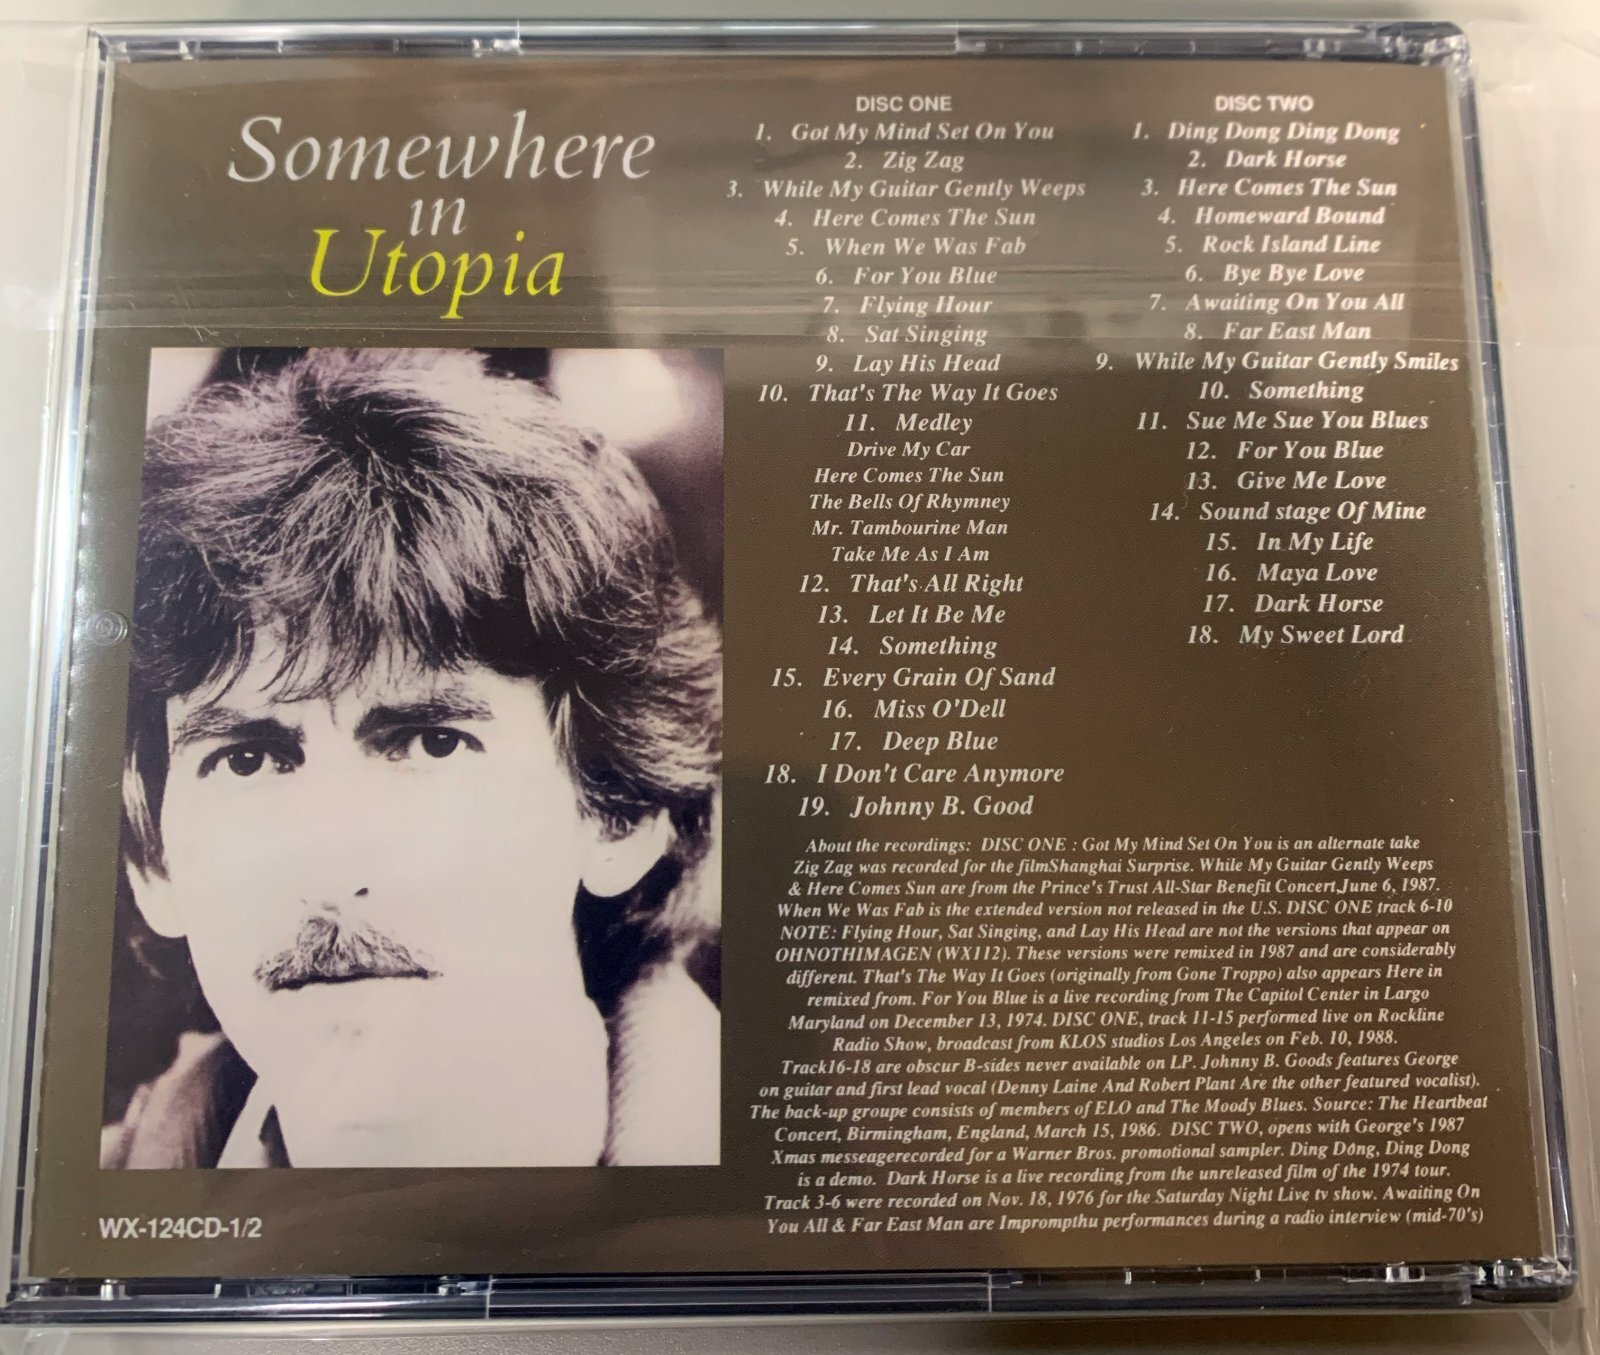 Somewhere
in
Utopia
DISC ONE
1. Got My Mind Set On You
2. Zig Zag
3. While My Guitar Gently Weeps
4. Here Comes The Sun
5. When We Was Fab
6. For You Blue
7. Flying Hour
8. Sat Singing
9. Lay His Head
10. That's The Way It Goes
11. Medley
Drive My Car
Here Comes The Sun
The Bells Of Rhymney
Mr. Tambourine Man
Take Me As I Am
12. That's All Right
13. Let It Be Me
14. Something
15. Every Grain Of Sand
16. Miss O'Dell
17. Deep Blue
18. I Don't Care Anymore
19. Johnny B. Good
DISC TWO
1. Ding Dong Ding Dong
2. Dark Horse
3. Here Comes The Sun
4. Homeward Bound
5. Rock Island Line
6. Bye Bye Love
7. Awaiting On You All
8. Far East Man
9. While My Guitar Gently Smiles
10. Something
11. Sue Me Sue You Blues
12. For You Blue
13. Give Me Love
14. Sound stage Of Mine
15. In My Life
16. Maya Love
17. Dark Horse
18. My Sweet Lord
About the recordings: DISC ONE : Got My Mind Set On You is an alternate take
Zig Zag was recorded for the filmShanghai Surprise. While My Guitar Gently Weeps
& Here Comes Sun are from the Prince's Trust All-Star Benefit Concert,June 6, 1987.
When We Was Fab is the extended version not released in the U.S. DISC ONE track 6-10
NOTE: Flying Hour, Sat Singing, and Lay His Head are not the versions that appear on
OHNOTHIMAGEN (WX112). These versions were remixed in 1987 and are considerably
different. That's The Way It Goes (originally from Gone Troppo) also appears Here in
remixed from. For You Blue is a live recording from The Capitol Center in Largo
Maryland on December 13, 1974. DISC ONE, track 11-15 performed live on Rockline
Radio Show, broadcast from KLOS studios Los Angeles on Feb. 10, 1988.
Track16-18 are obscur B-sides never available on LP. Johnny B. Goods features George
on guitar and first lead vocal (Denny Laine And Robert Plant Are the other featured vocalist).
The back-up groupe consists of members of ELO and The Moody Blues. Source: The Heartbeat
Concert, Birmingham, England, March 15, 1986. DISC TWO, opens with George's 1987
Xmas messeagerecorded for a Warner Bros. promotional sampler. Ding Dong, Ding Dong
is a demo. Dark Horse is a live recording from the unreleased film of the 1974 tour.
Track 3-6 were recorded on Nov. 18, 1976 for the Saturday Night Live tv show. Awaiting On
You All & Far East Man are Imprompthu performances during a radio interview (mid-70's)
WX-124CD-1/2